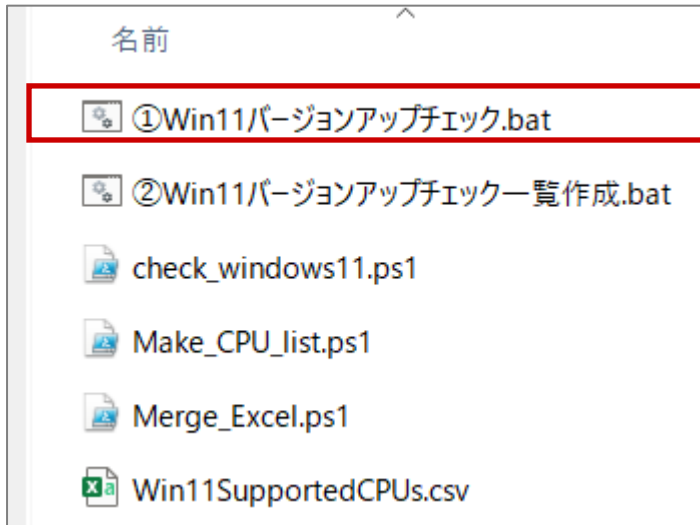 名前
①Win11バージョンアップチェック.bat
②Win11バージョンアップチェック一覧作成.bat
check_windows11.ps1
Make_CPU_list.ps1
Merge_Excel.ps1
Win11SupportedCPUs.csv